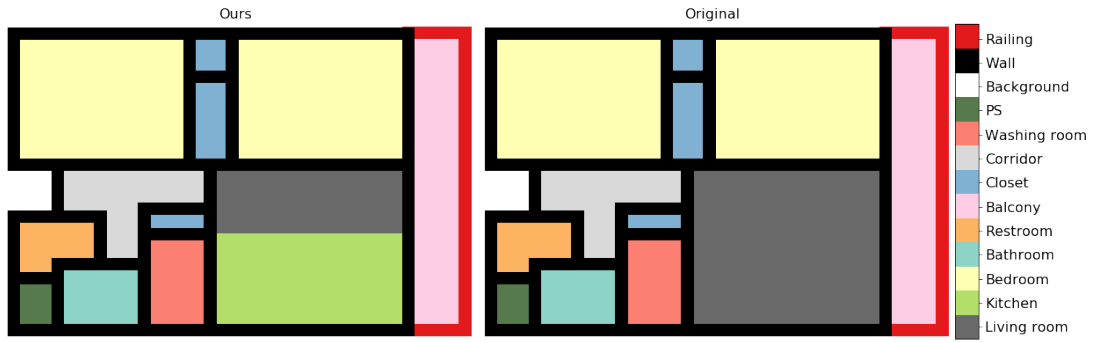 Ours
Original
Railing
Wall
Background
PS
Washing room
Corridor
Closet
Balcony
Restroom
Bathroom
Bedroom
Kitchen
Living room